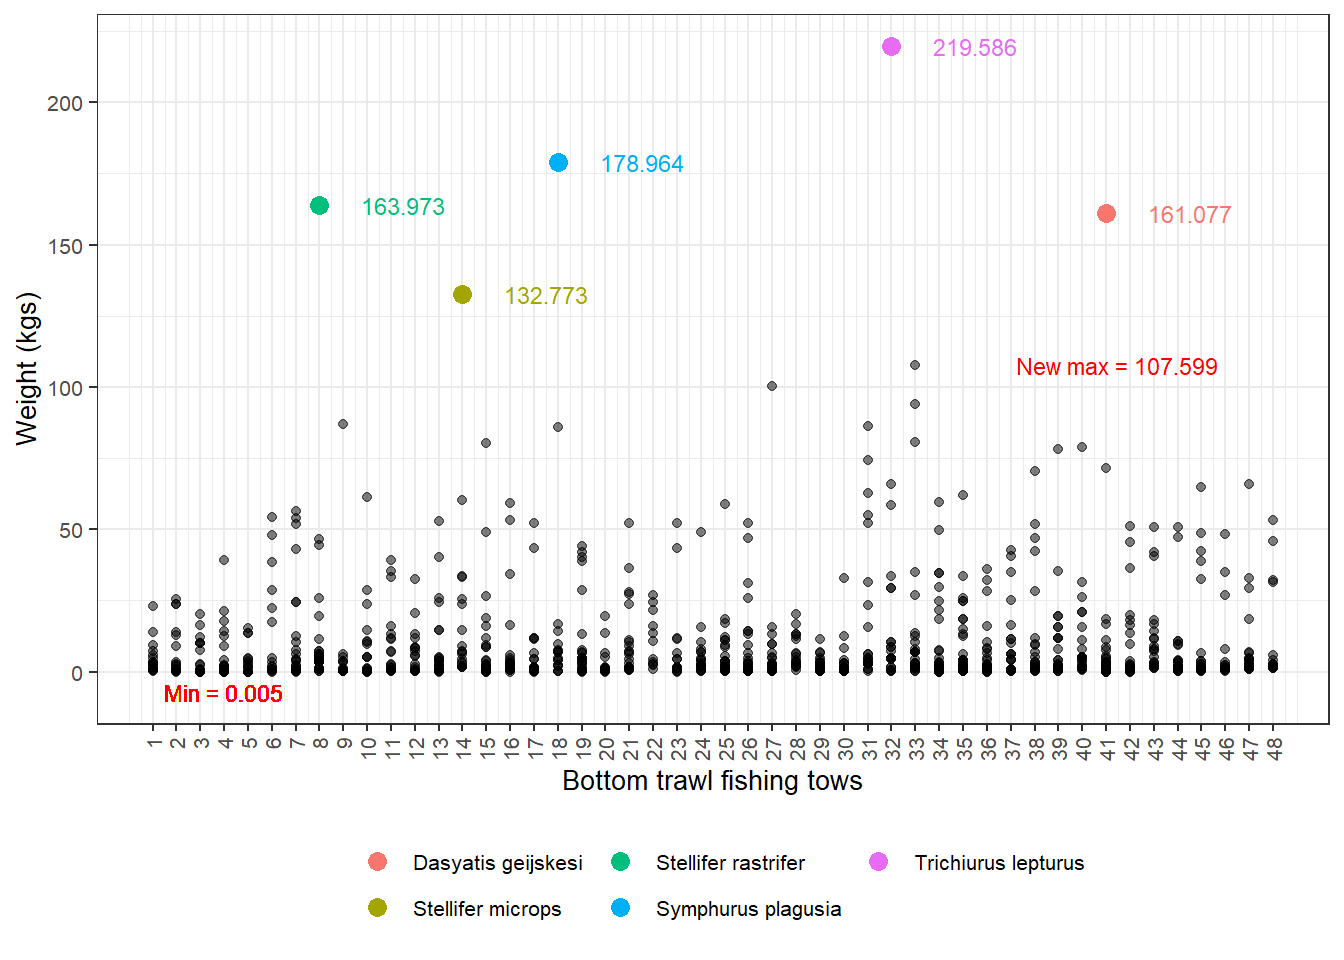 219.586
200
178.964
163.973
161.077
150
132.773
New max = 107.599
100
Weight (kgs)
50
0
Min = 0.005
1 2 3 4 5 6 7 8 9 10 11 12 13 14 15 16 17 18 19 20 21 22 23 24 25 26 27 28 29 30 31 32 33 34 35 36 37 38 39 40 41 42 43 44 45 46 47 48
Bottom trawl fishing tows
Dasyatis geijskesi Stellifer rastrifer Trichiurus lepturus
Stellifer microps Symphurus plagusia